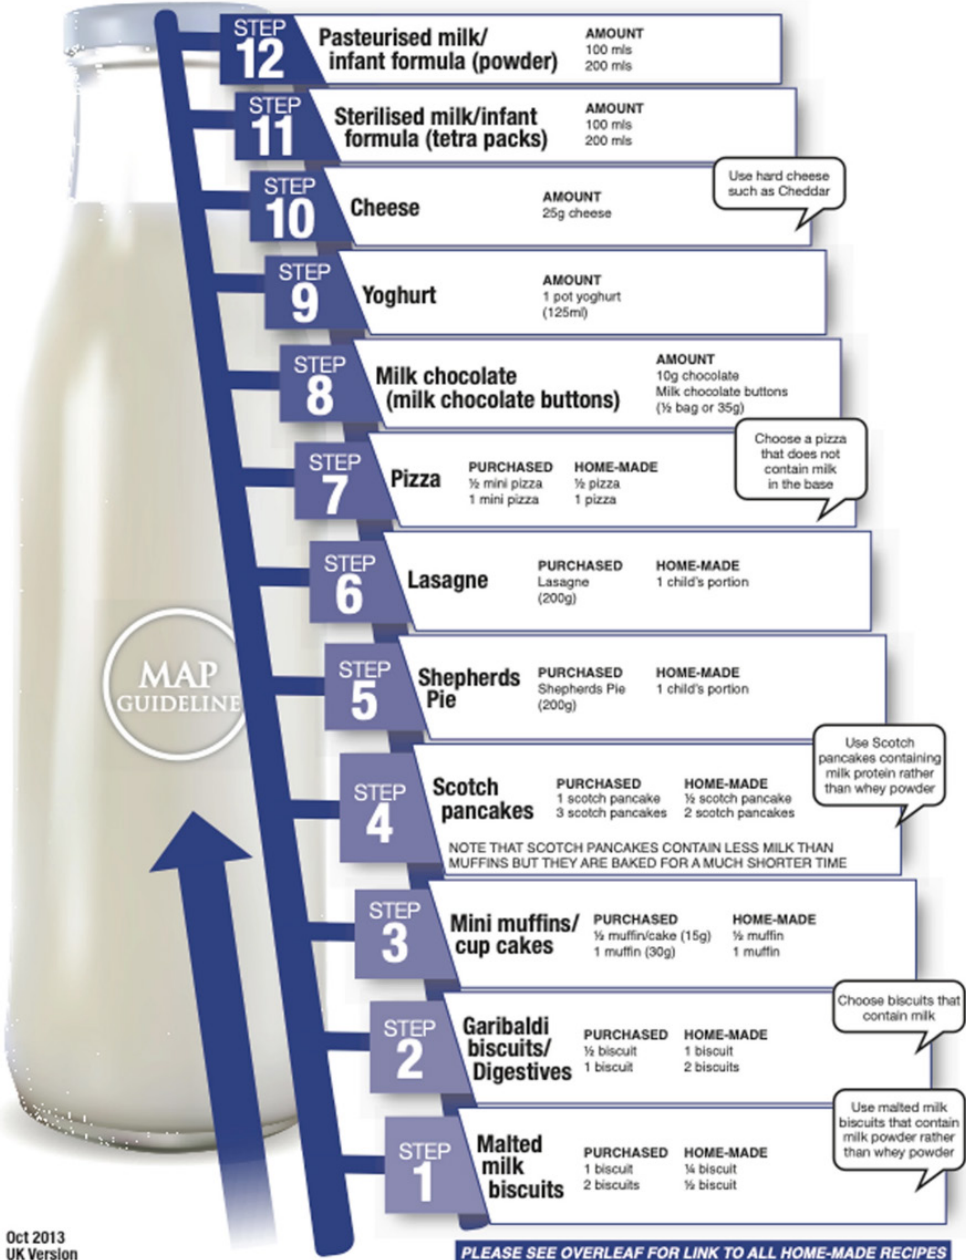 STEP
12
Pasteurised milk/
infant formula (powder)
AMOUNT
100 mls
200 mls
STEP
11
Sterilised milk/infant
formula (tetra packs)
AMOUNT
100 mls
200 mls
STEP
10
Cheese
AMOUNT
25g cheese
Use hard cheese
such as Cheddar
STEP
9
Yoghurt
AMOUNT
1 pot yoghurt
(125ml)
STEP
8
Milk chocolate
(milk chocolate buttons)
AMOUNT
10g chocolate
Milk chocolate buttons
(½ bag or 35g)
STEP
7
Pizza
PURCHASED
½ mini pizza
1 mini pizza
HOME-MADE
½ pizza
1 pizza
Choose a pizza
that does not
contain milk
in the base
STEP
6
Lasagne
PURCHASED
Lasagne
(200g)
HOME-MADE
1 child's portion
STEP
5
Shepherds
Pie
PURCHASED
Shepherds Pie
(200g)
HOME-MADE
1 child's portion
MAP
GUIDELINE
STEP
4
Scotch
pancakes
PURCHASED
1 scotch pancake
3 scotch pancakes
HOME-MADE
½ scotch pancake
2 scotch pancakes
Use Scotch
pancakes containing
milk protein rather
than whey powder
NOTE THAT SCOTCH PANCAKES CONTAIN LESS MILK THAN
MUFFINS BUT THEY ARE BAKED FOR A MUCH SHORTER TIME
STEP
3
Mini muffins/
cup cakes
PURCHASED
½ muffin/cake (15g)
1 muffin (30g)
HOME-MADE
½ muffin
1 muffin
STEP
2
Garibaldi
biscuits/
Digestives
PURCHASED
½ biscuit
1 biscuit
HOME-MADE
1 biscuit
2 biscuits
Choose biscuits that
contain milk
STEP
1
Malted
milk
biscuits
PURCHASED
1 biscuit
2 biscuits
HOME-MADE
¼ biscuit
½ biscuit
Use malted milk
biscuits that contain
milk powder rather
than whey powder
Oct 2013
UK Version
PLEASE SEE OVERLEAF FOR LINK TO ALL HOME-MADE RECIPES